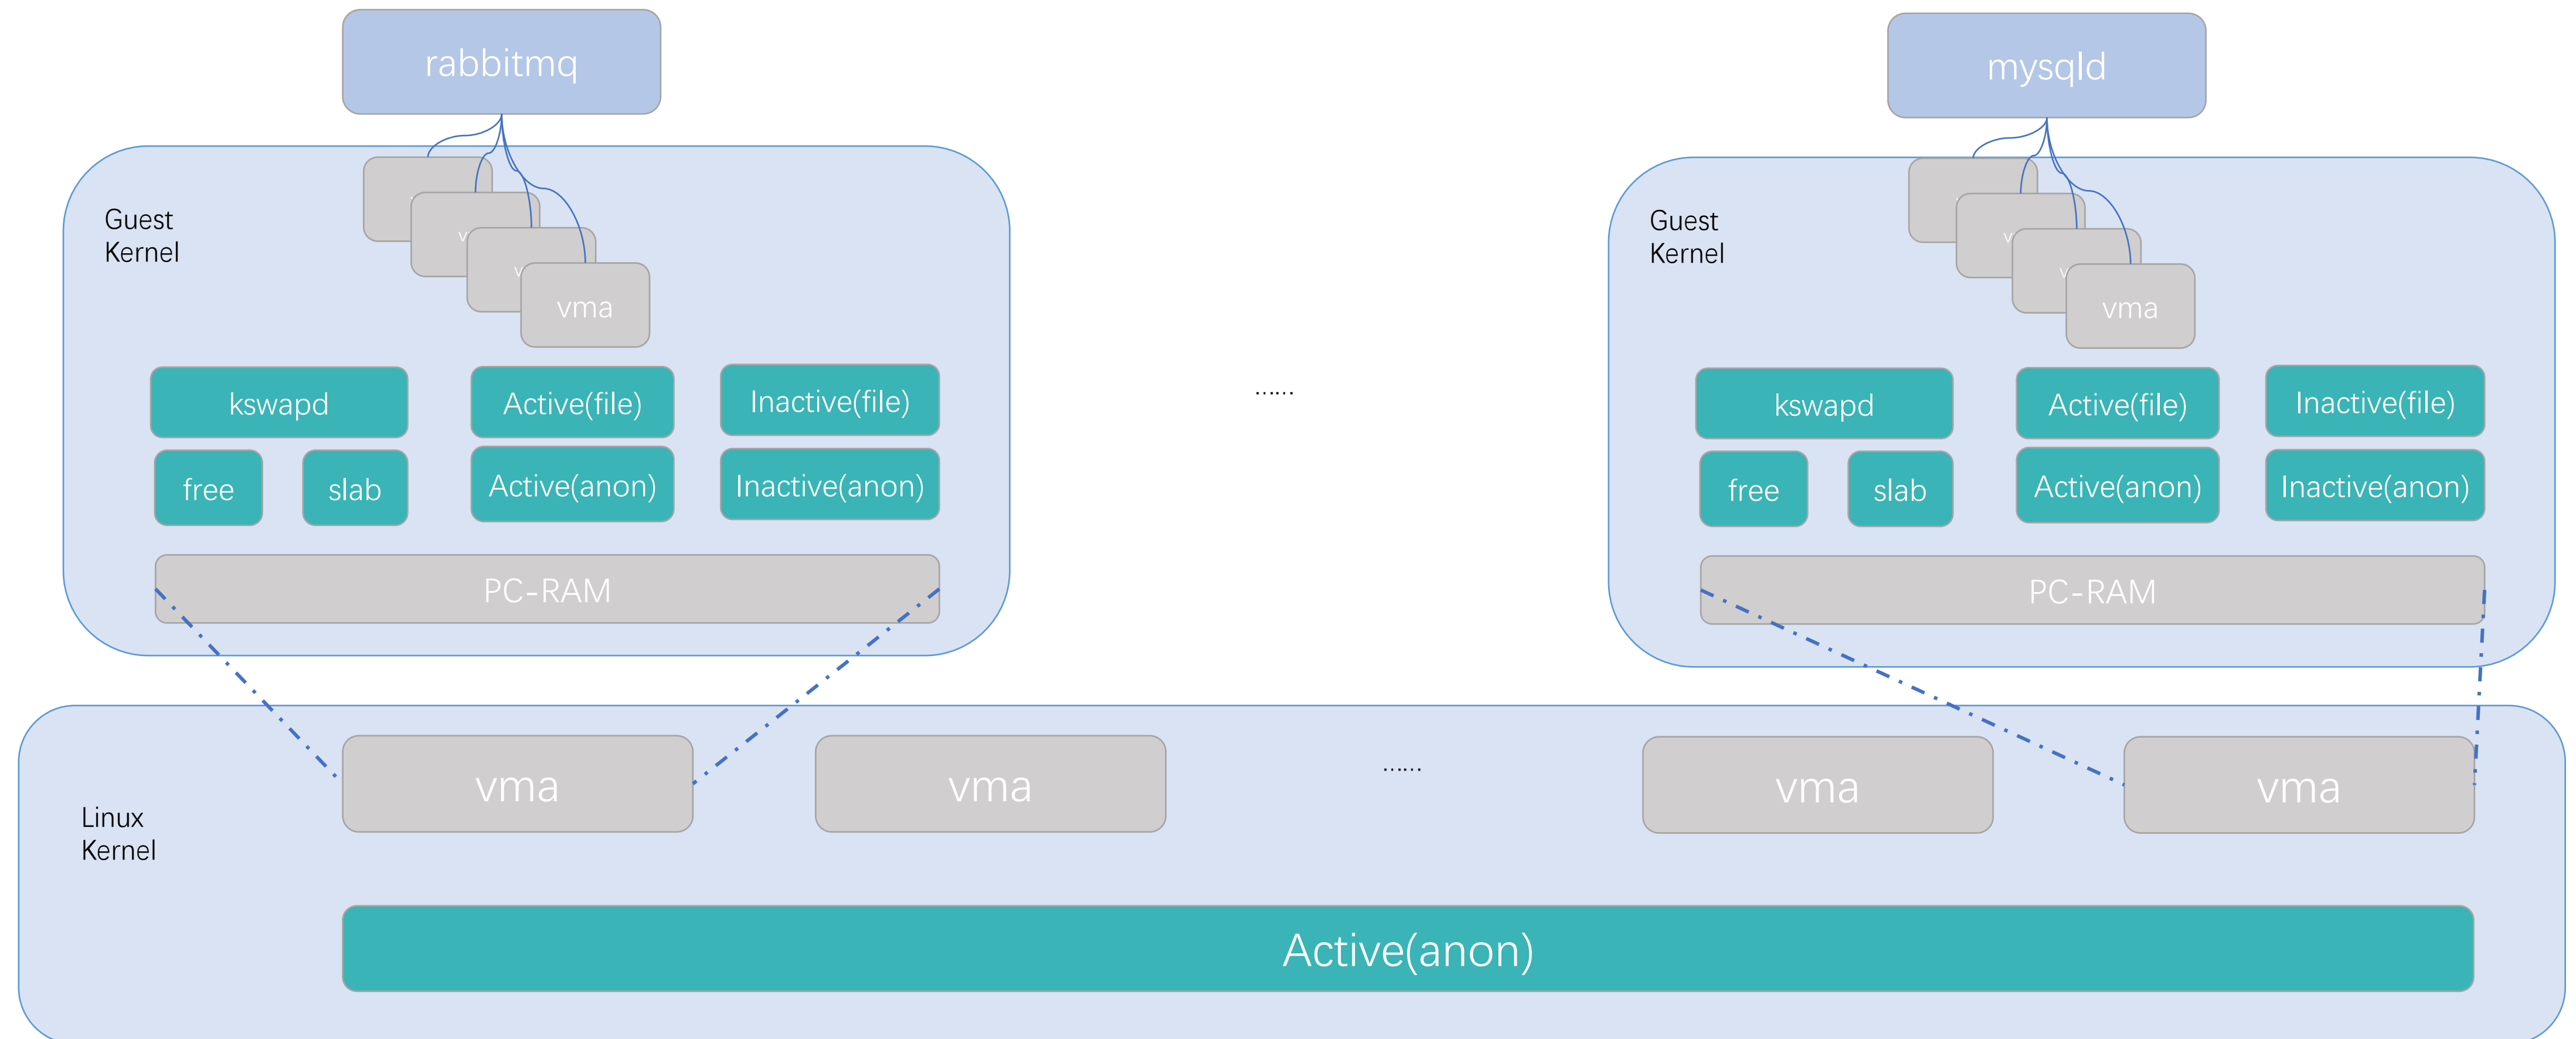 rabbitmq
mysqld
Guest
Kernel
vma
kswapd
Active(file)
Inactive(file)
free
slab
Active(anon)
Inactive(anon)
PC-RAM
......
Guest
Kernel
vma
kswapd
Active(file)
Inactive(file)
free
slab
Active(anon)
Inactive(anon)
PC-RAM
Linux
Kernel
vma
vma
......
vma
vma
Active(anon)